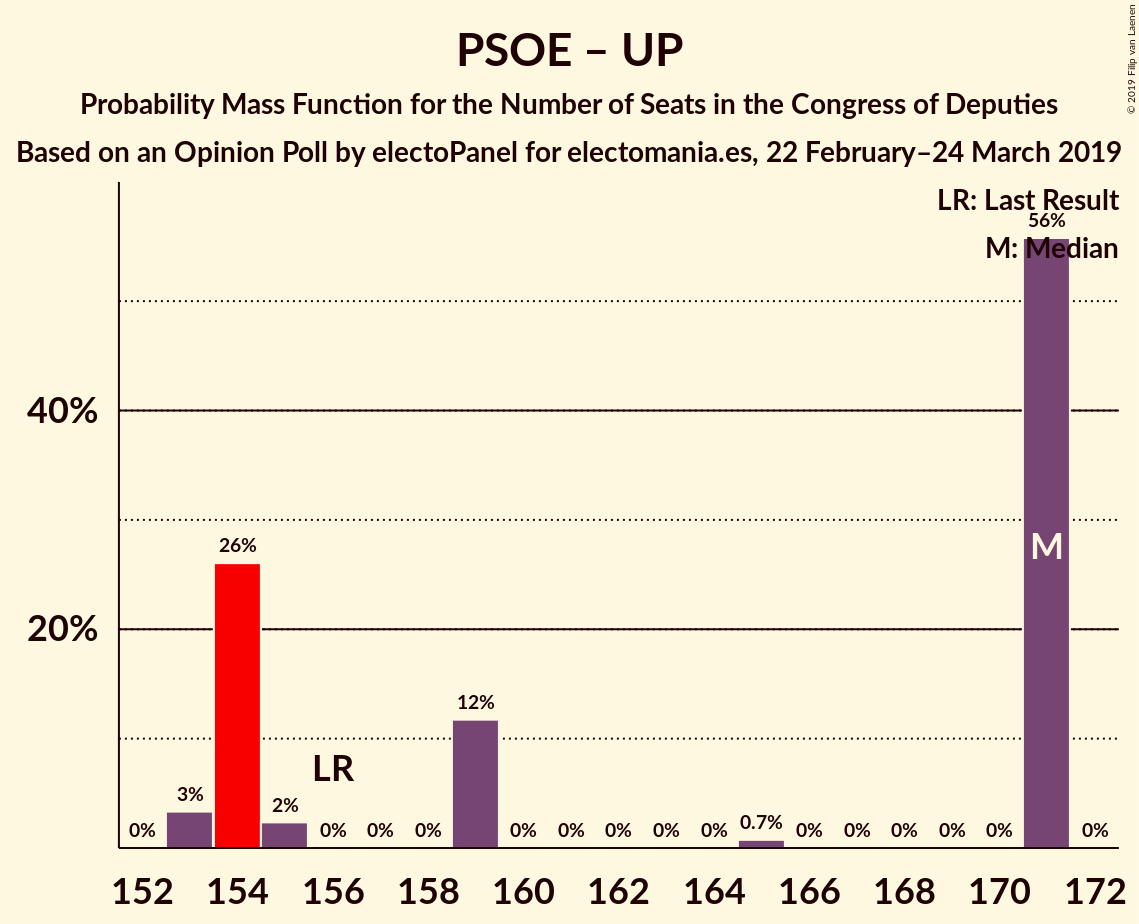 PSOE – UP
Probability Mass Function for the Number of Seats in the Congress of Deputies
Based on an Opinion Poll by electoPanel for electomania.es, 22 February–24 March 2019
© 2019 Filip van Laenen
LR: Last Result
M: Median
56%
40%
M
26%
20%
12%
LR
3%
2%
0.7%
0% 0% 0% 0% 0% 0% 0% 0% 0% 0% 0% 0% 0% 0% 0%
152 154 156 158 160 162 164 166 168 170 172